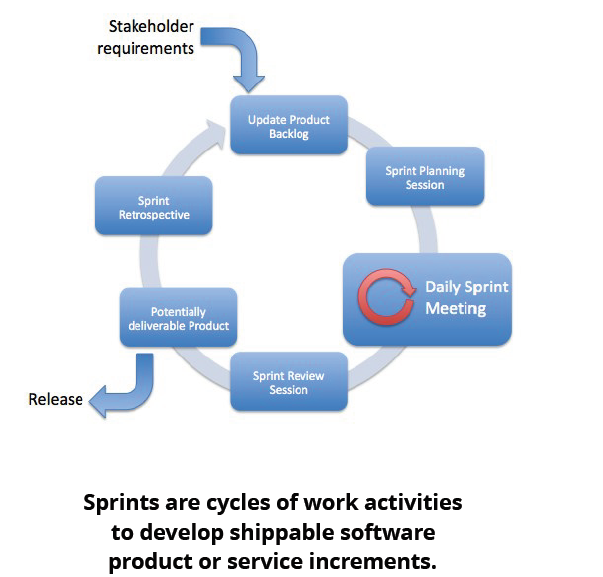 Stakeholder
requirements
Update Product
Backlog
Sprint Planning
Session
Daily Sprint
Meeting
Sprint Review
Session
Potentially
deliverable Product
Release
Sprint
Retrospective
Sprints are cycles of work activities
to develop shippable software
product or service increments.